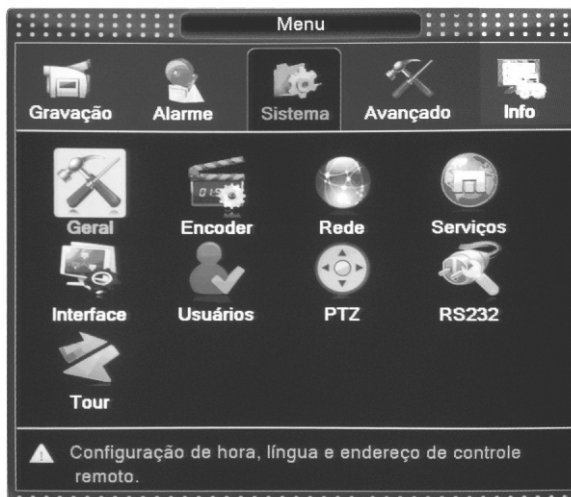 Menu
Gravação Alarme Sistema Avançado Info
Geral Encoder Rede Serviços
Interface Usuários PTZ RS232
Tour
Configuração de hora, língua e endereço de controle
remoto.